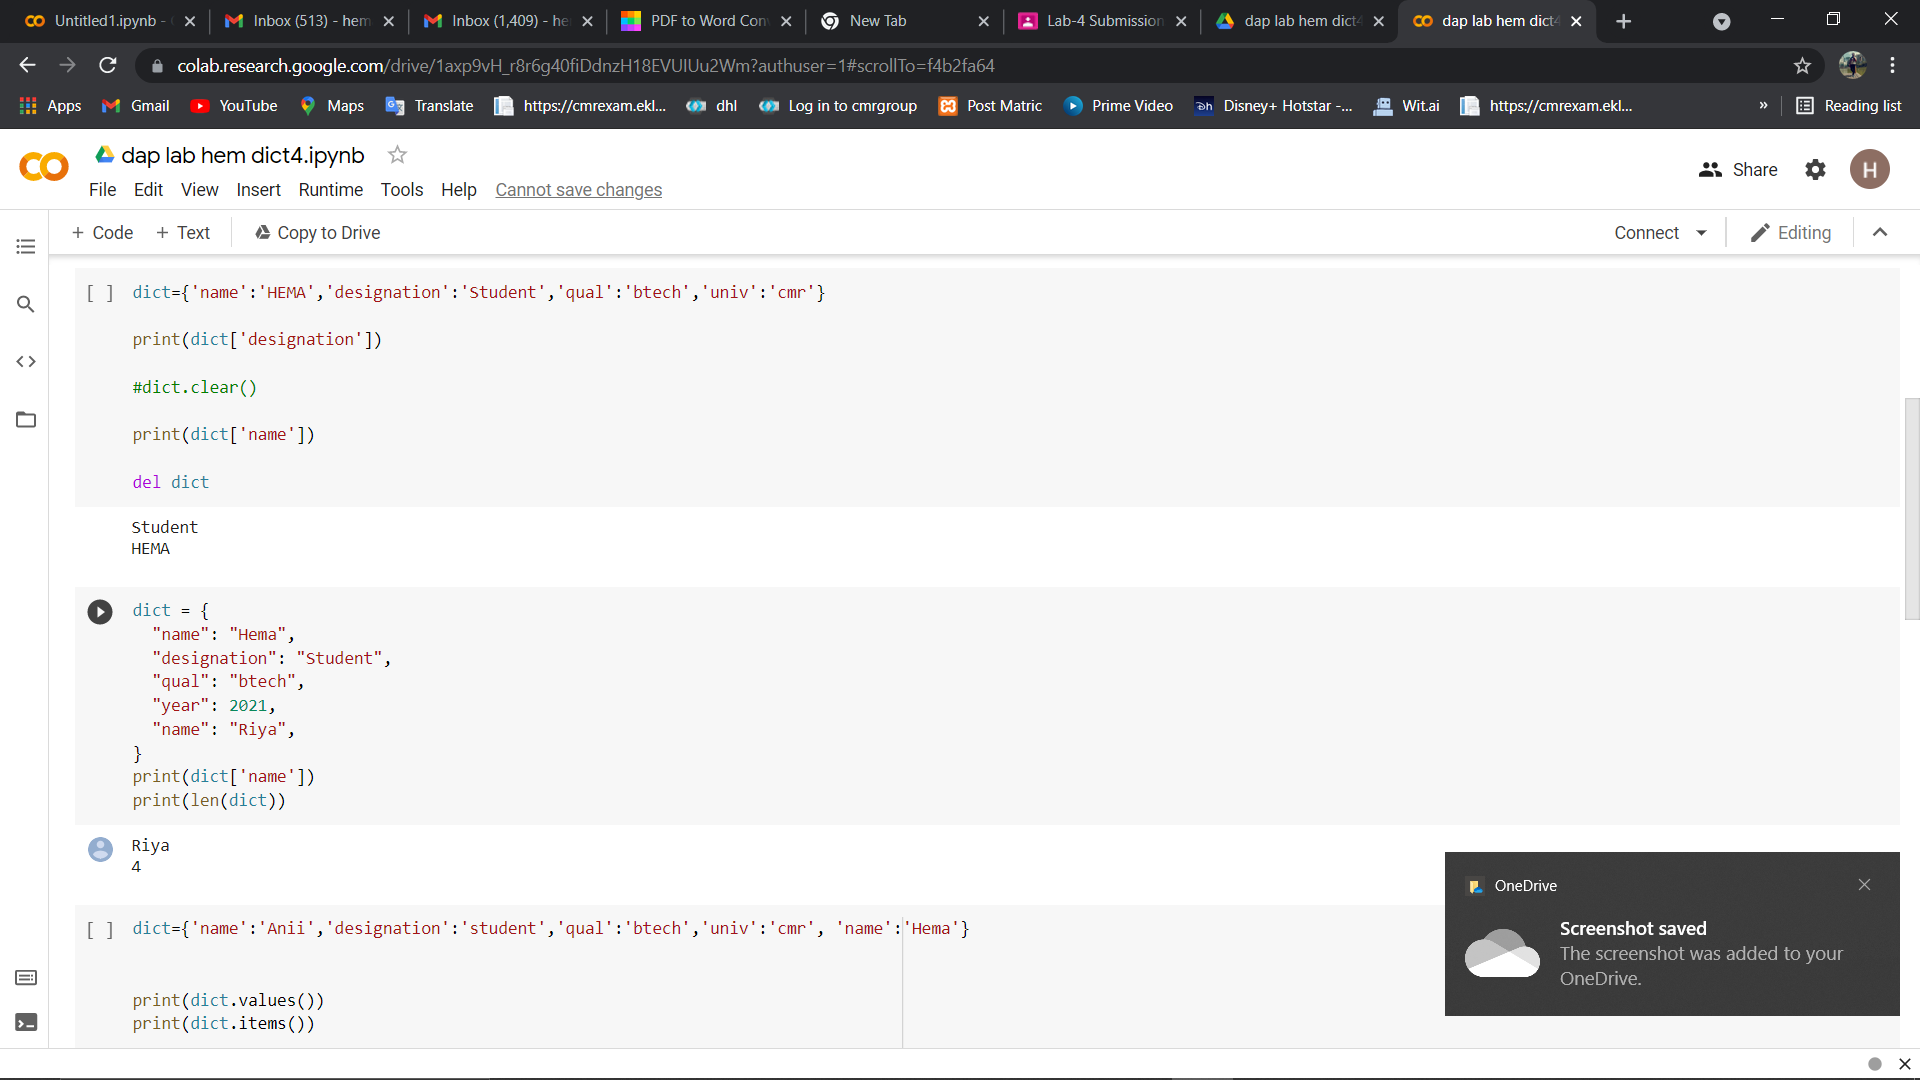 Untitled1.ipynb -
Inbox (513) - hem
Inbox (1,409) - he
PDF to Word Con
New Tab
Lab-4 Submission
dap lab hem dict4
dap lab hem dict4
colab.research.google.com/drive/1axp9vH_r8r6g40fiDdnzH18EVUIUu2Wm?authuser=1#scrollTo=f4b2fa64
Apps
Gmail
YouTube
Maps
Translate
https://cmrexam.ekl...
dhl
Log in to cmrgroup
Post Matric
Prime Video
Disney+ Hotstar -...
Wit.ai
https://cmrexam.ekl...
»
Reading list
dap lab hem dict4.ipynb
Share
H
File Edit View Insert Runtime Tools Help Cannot save changes
+ Code + Text Copy to Drive
Connect
Editing
[ ] dict={'name':'HEMA','designation':'Student','qual':'btech','univ':'cmr'}
print(dict['designation'])
#dict.clear()
print(dict['name'])
del dict
Student
HEMA
dict = {
"name": "Hema",
"designation": "Student",
"qual": "btech",
"year": 2021,
"name": "Riya",
}
print(dict['name'])
print(len(dict))
Riya
4
[ ] dict={'name':'Anii','designation':'student','qual':'btech','univ':'cmr', 'name':'Hema'}
print(dict.values())
print(dict.items())
OneDrive
Screenshot saved
The screenshot was added to your
OneDrive.